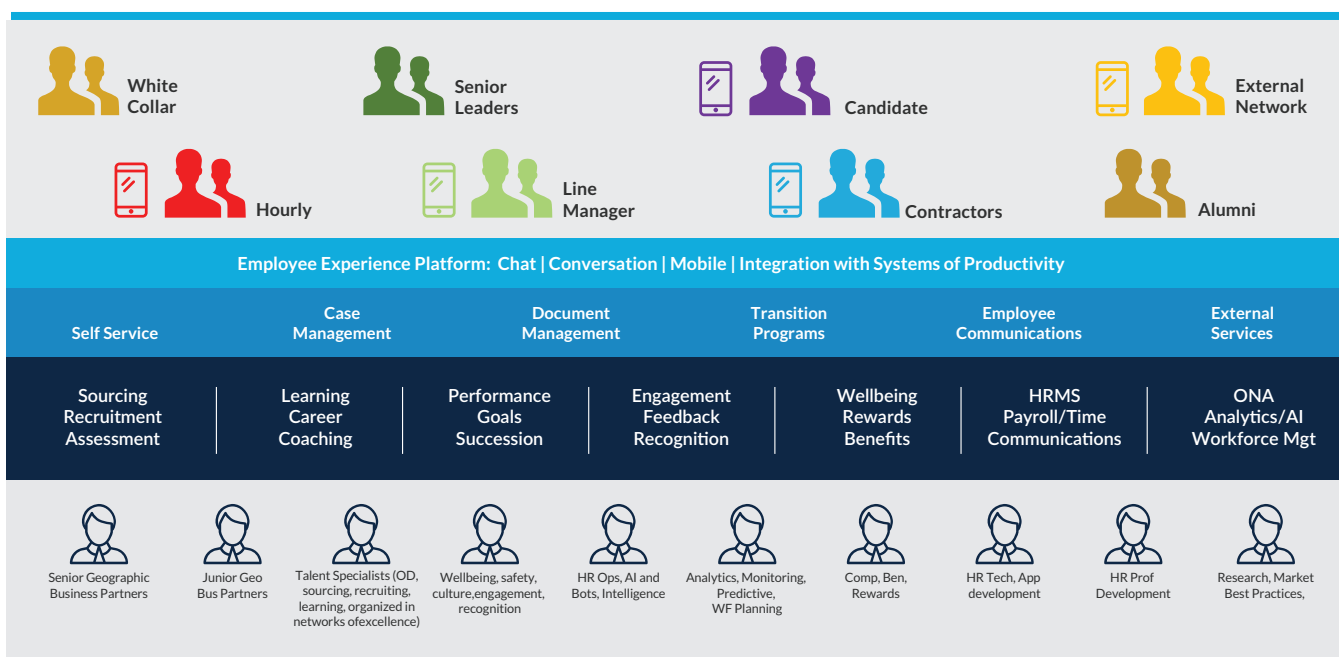 White
Collar
Senior
Leaders
Candidate
External
Network
Hourly
Line
Manager
Contractors
Alumni
Employee Experience Platform: Chat | Conversation | Mobile | Integration with Systems of Productivity
Self Service
Case
Management
Document
Management
Transition
Programs
Employee
Communications
External
Services
Sourcing
Recruitment
Assessment
Learning
Career
Coaching
Performance
Goals
Succession
Engagement
Feedback
Recognition
Wellbeing
Rewards
Benefits
HRMS
Payroll/Time
Communications
ONA
Analytics/AI
Workforce Mgt
Senior Geographic
Business Partners
Junior Geo
Bus Partners
Talent Specialists (OD,
sourcing, recruiting,
learning, organized in
networks ofexcellence)
Wellbeing, safety,
culture,engagement,
recognition
HR Ops, AI and
Bots, Intelligence
Analytics, Monitoring,
Predictive,
WF Planning
Comp, Ben,
Rewards
HR Tech, App
development
HR Prof
Development
Research, Market
Best Practices,